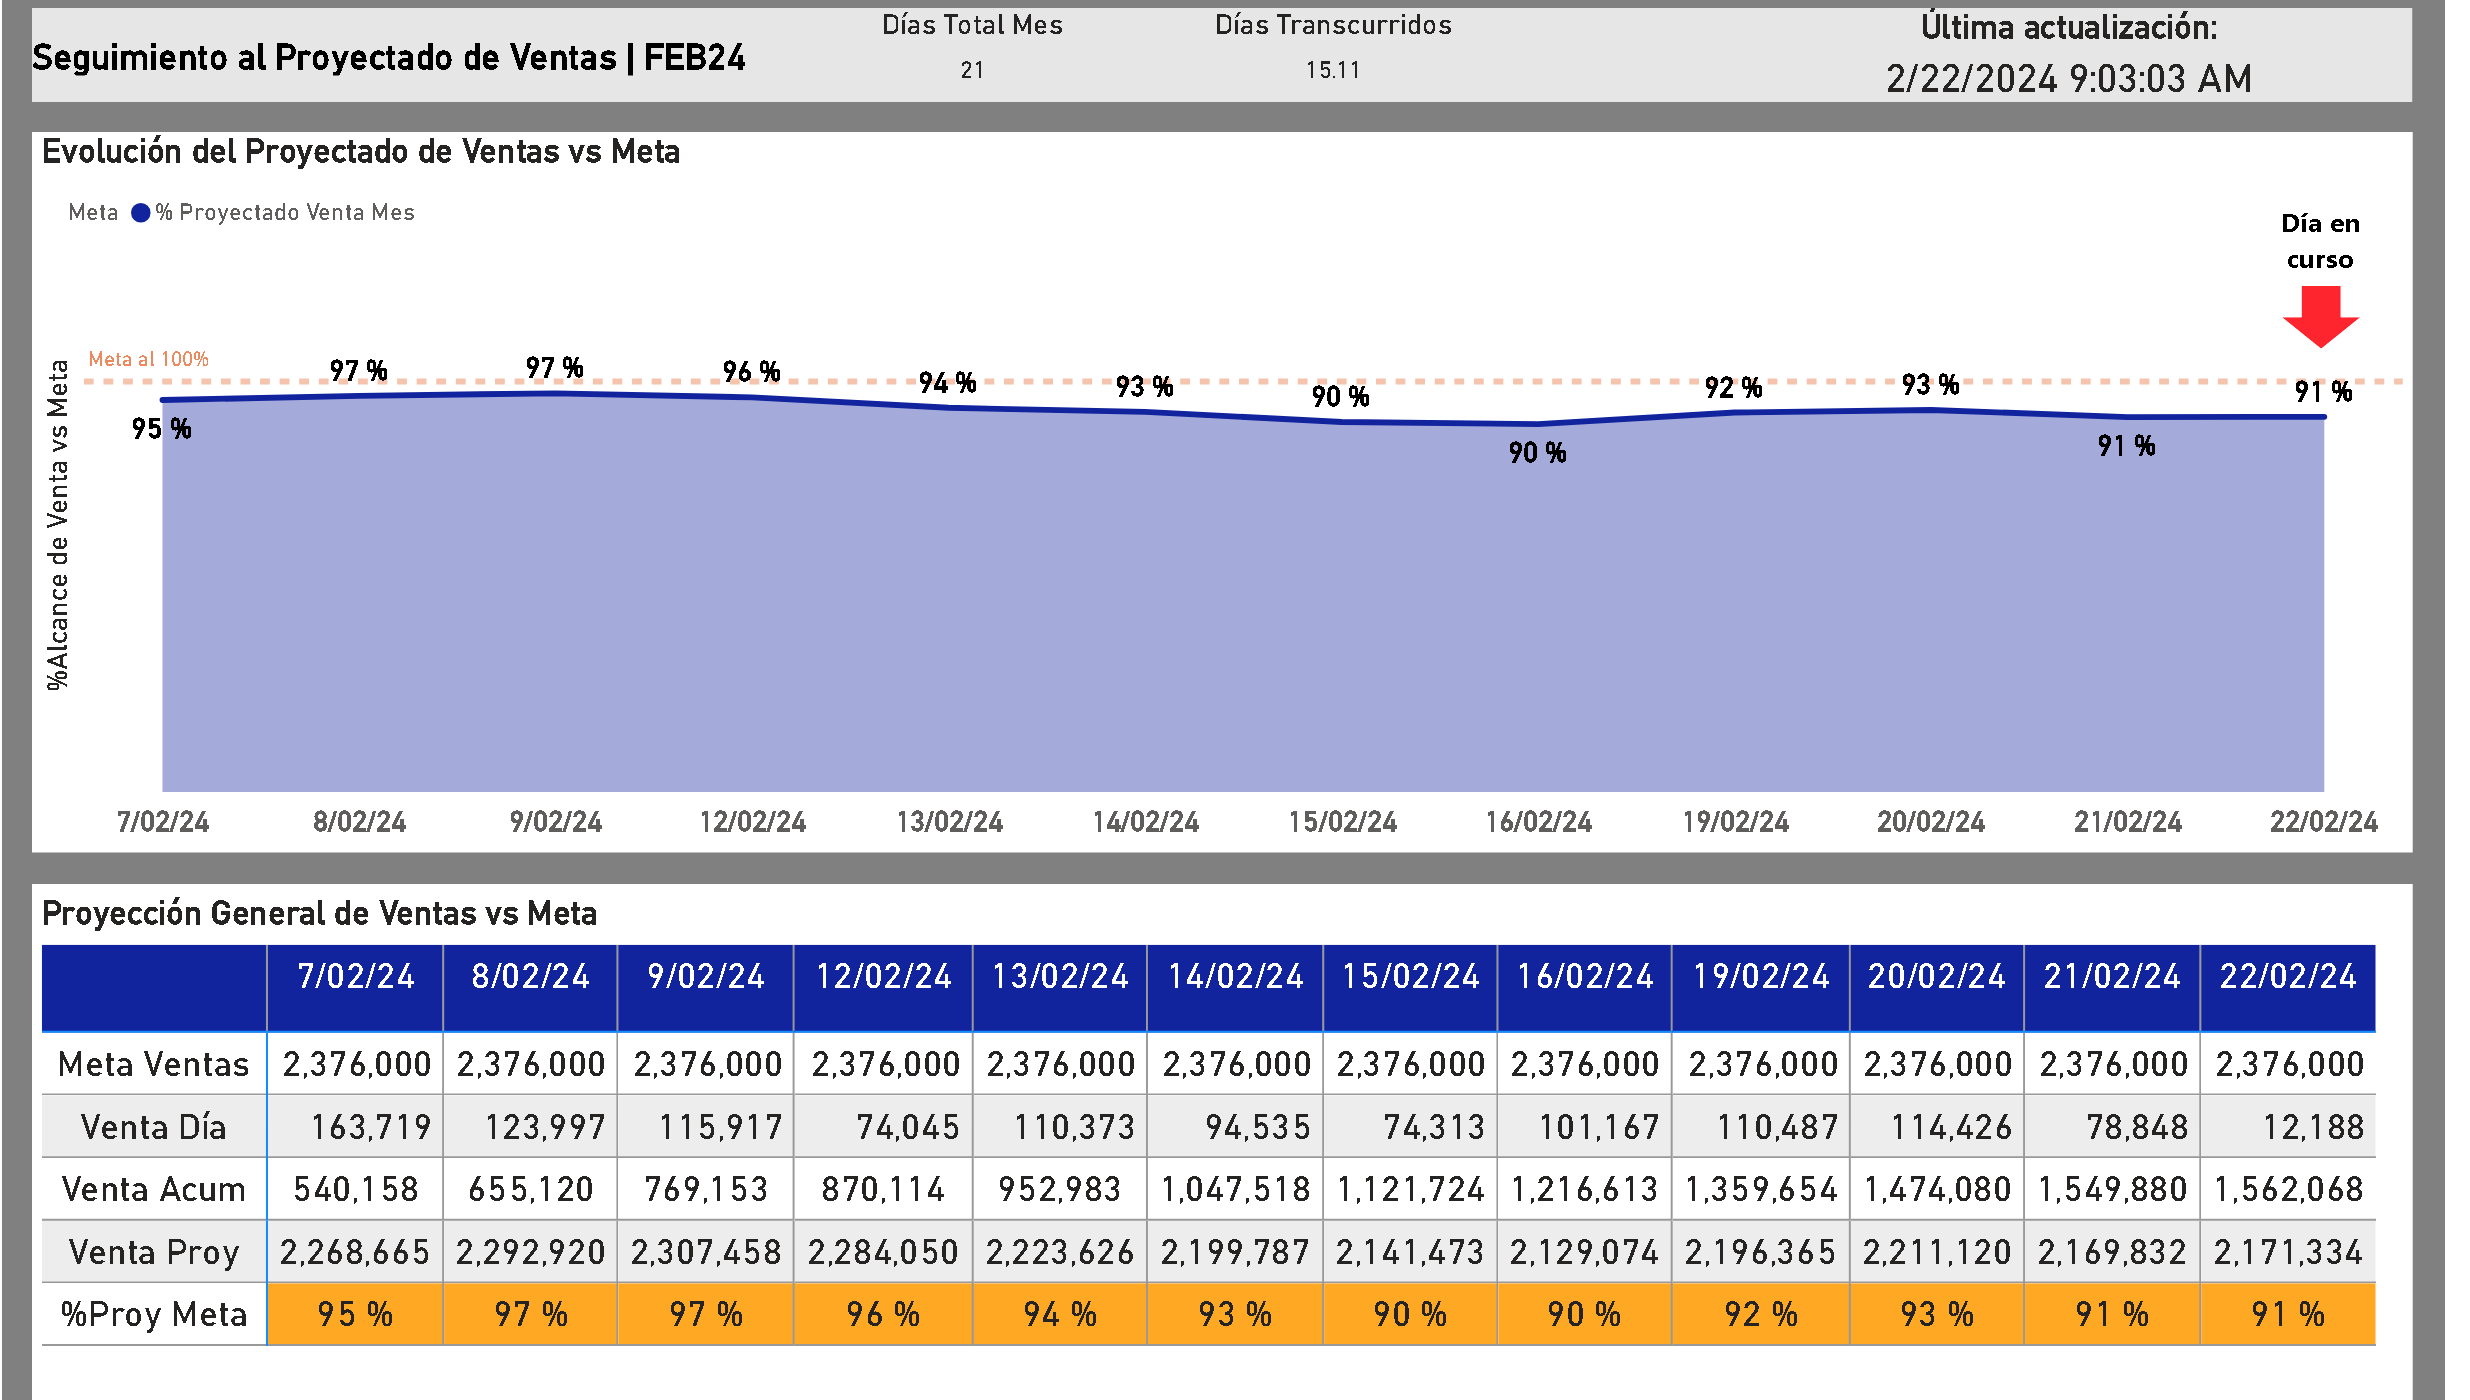 Días Total Mes Días Transcurridos Última actualización:
Seguimiento al Proyectado de Ventas | FEB24
21 15.11 2/22/2024 9:03:03 AM
Evolución del Proyectado de Ventas vs Meta
Meta % Proyectado Venta Mes
Día en
curso
Meta al 100%
%Alcance de Venta vs Meta
95 % 97 % 97 % 96 % 94 % 93 % 90 % 90 % 92 % 93 % 91 % 91 %
7/02/24 8/02/24 9/02/24 12/02/24 13/02/24 14/02/24 15/02/24 16/02/24 19/02/24 20/02/24 21/02/24 22/02/24
Proyección General de Ventas vs Meta
7/02/24 8/02/24 9/02/24 12/02/24 13/02/24 14/02/24 15/02/24 16/02/24 19/02/24 20/02/24 21/02/24 22/02/24
Meta Ventas 2,376,000 2,376,000 2,376,000 2,376,000 2,376,000 2,376,000 2,376,000 2,376,000 2,376,000 2,376,000 2,376,000 2,376,000
Venta Día 163,719 123,997 115,917 74,045 110,373 94,535 74,313 101,167 110,487 114,426 78,848 12,188
Venta Acum 540,158 655,120 769,153 870,114 952,983 1,047,518 1,121,724 1,216,613 1,359,654 1,474,080 1,549,880 1,562,068
Venta Proy 2,268,665 2,292,920 2,307,458 2,284,050 2,223,626 2,199,787 2,141,473 2,129,074 2,196,365 2,211,120 2,169,832 2,171,334
%Proy Meta 95 % 97 % 97 % 96 % 94 % 93 % 90 % 90 % 92 % 93 % 91 % 91 %